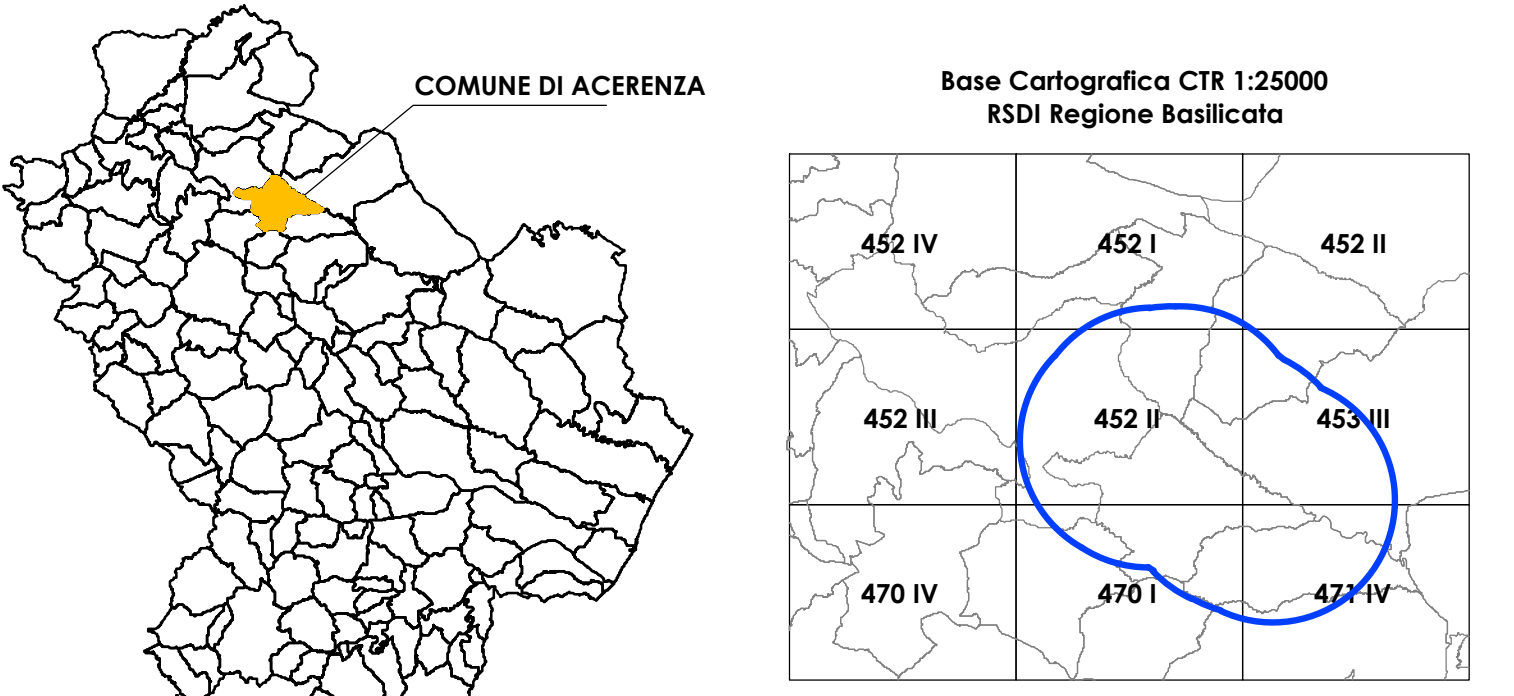 COMUNE DI ACERENZA
Base Cartografica CTR 1:25000
RSDI Regione Basilicata
452 IV
452 I
452 II
452 III
452 II
453 III
470 IV
470 I
471 IV